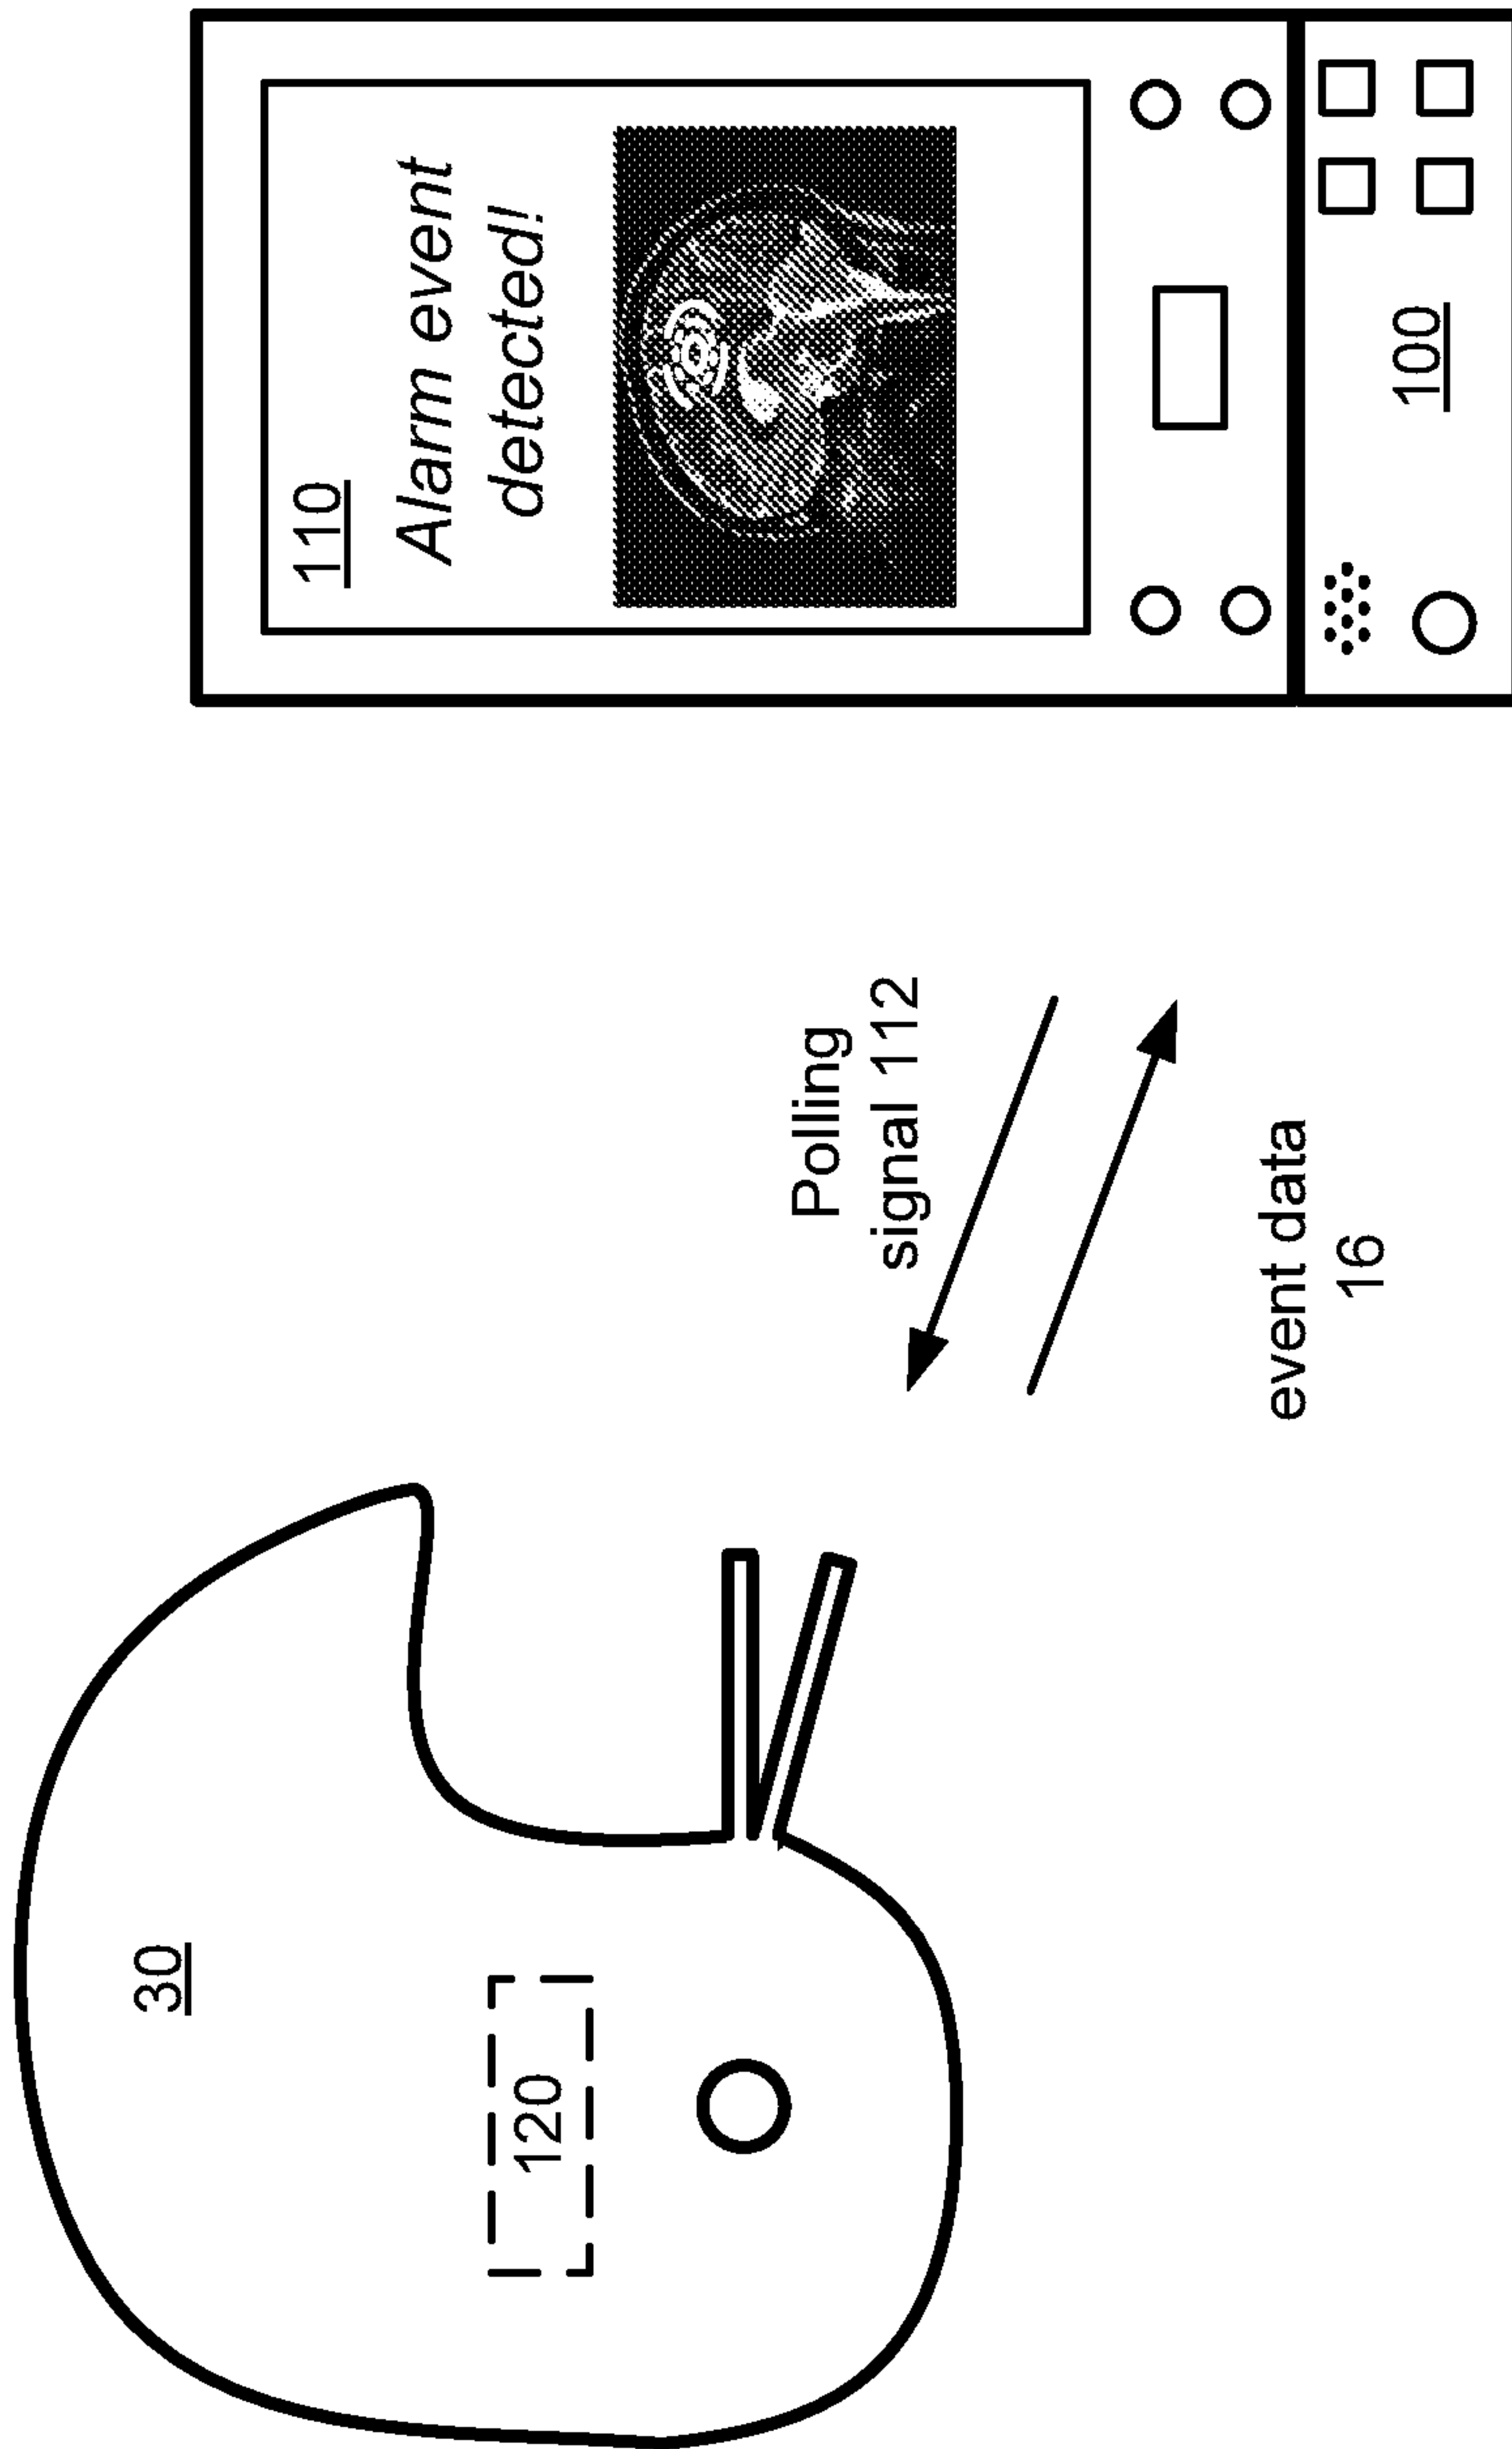 30
120
Polling
signal 112
event data
16
110
Alarm event
detected!
100